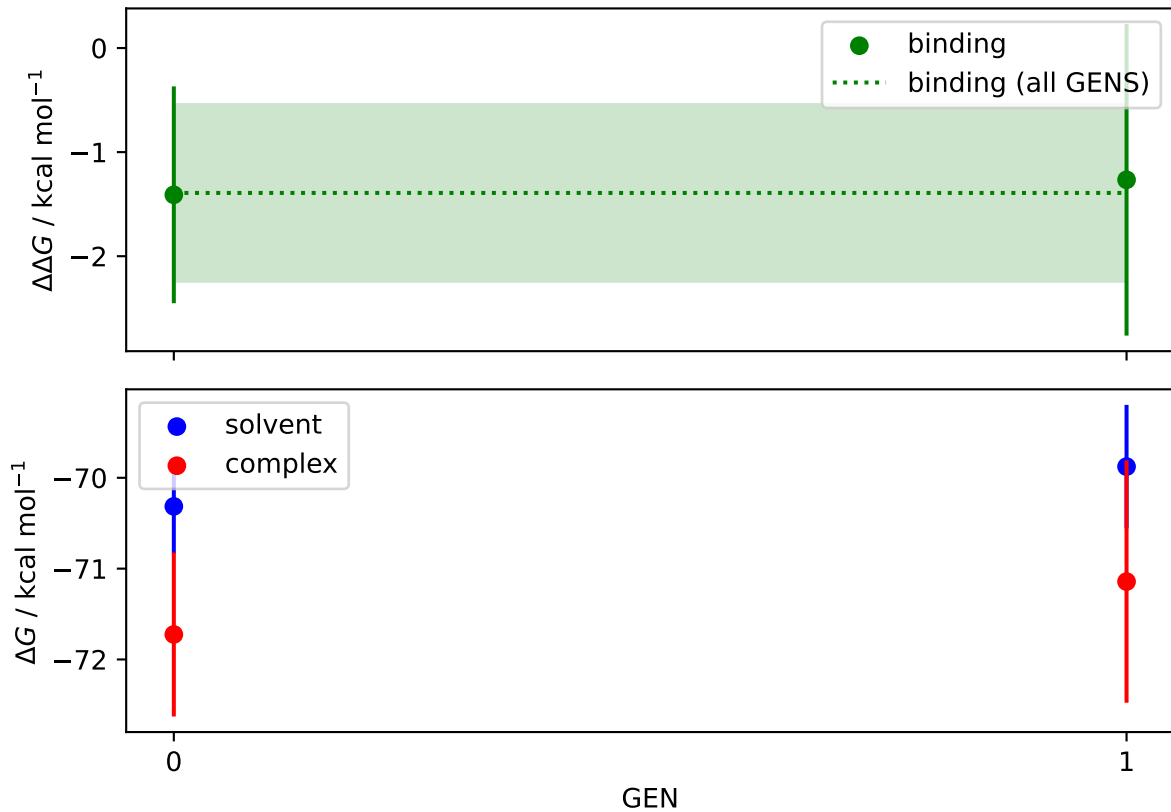 0
−1
−2
ΔΔG / kcal mol⁻¹
binding
binding (all GENS)
−70
−71
−72
ΔG / kcal mol⁻¹
solvent
complex
0
1
GEN